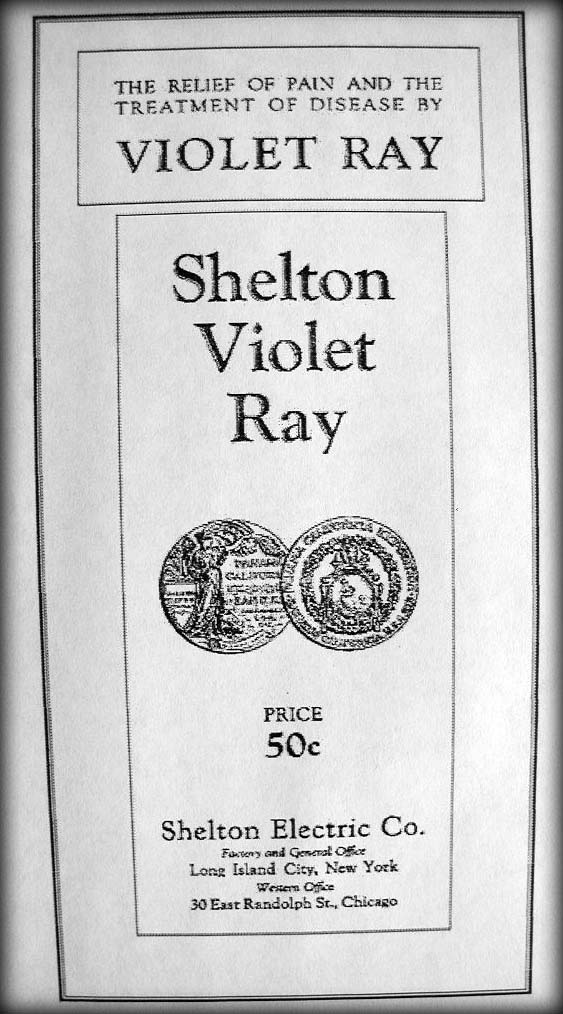 THE RELIEF OF PAIN AND THE
TREATMENT OF DISEASE BY
VIOLET RAY
Shelton
Violet
Ray
PRICE
50c
Shelton Electric Co.
Factory and General Office
Long Island City, New York
Western Office
30 East Randolph St., Chicago